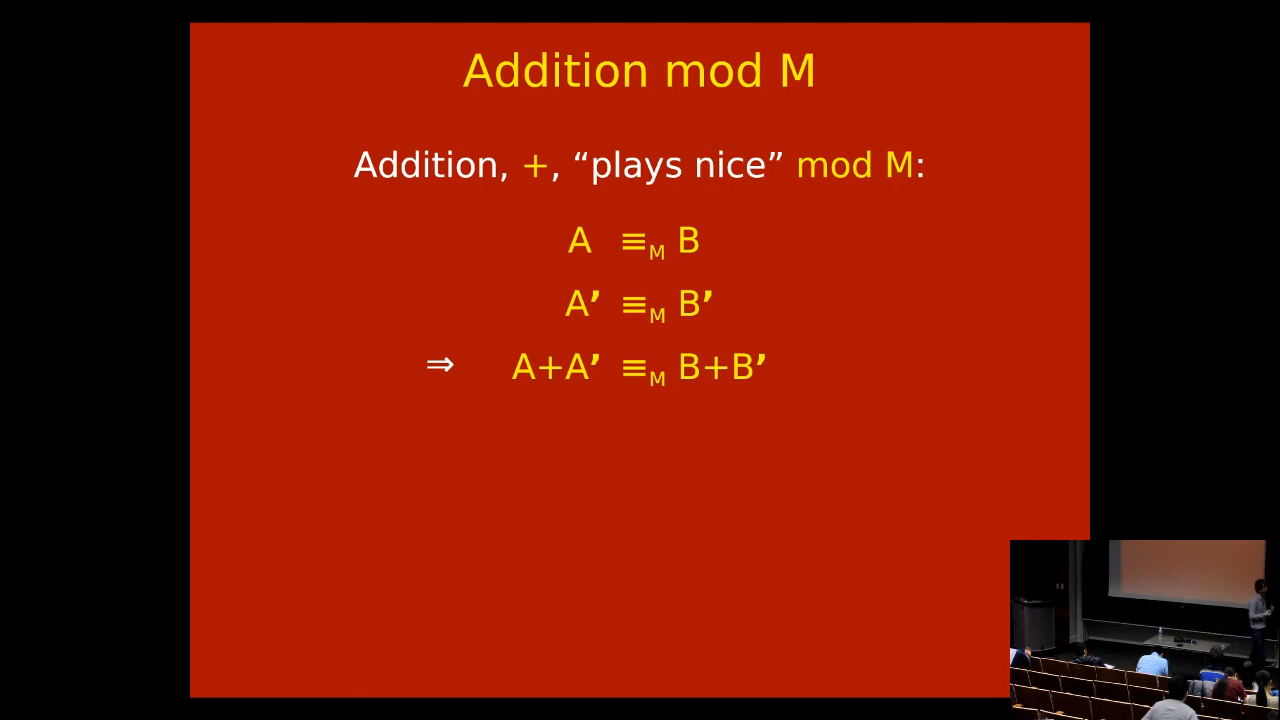 Addition mod M
Addition, +, “plays nice” mod M:
A ≡M B
A’ ≡M B’
⇒ A+A’ ≡M B+B’